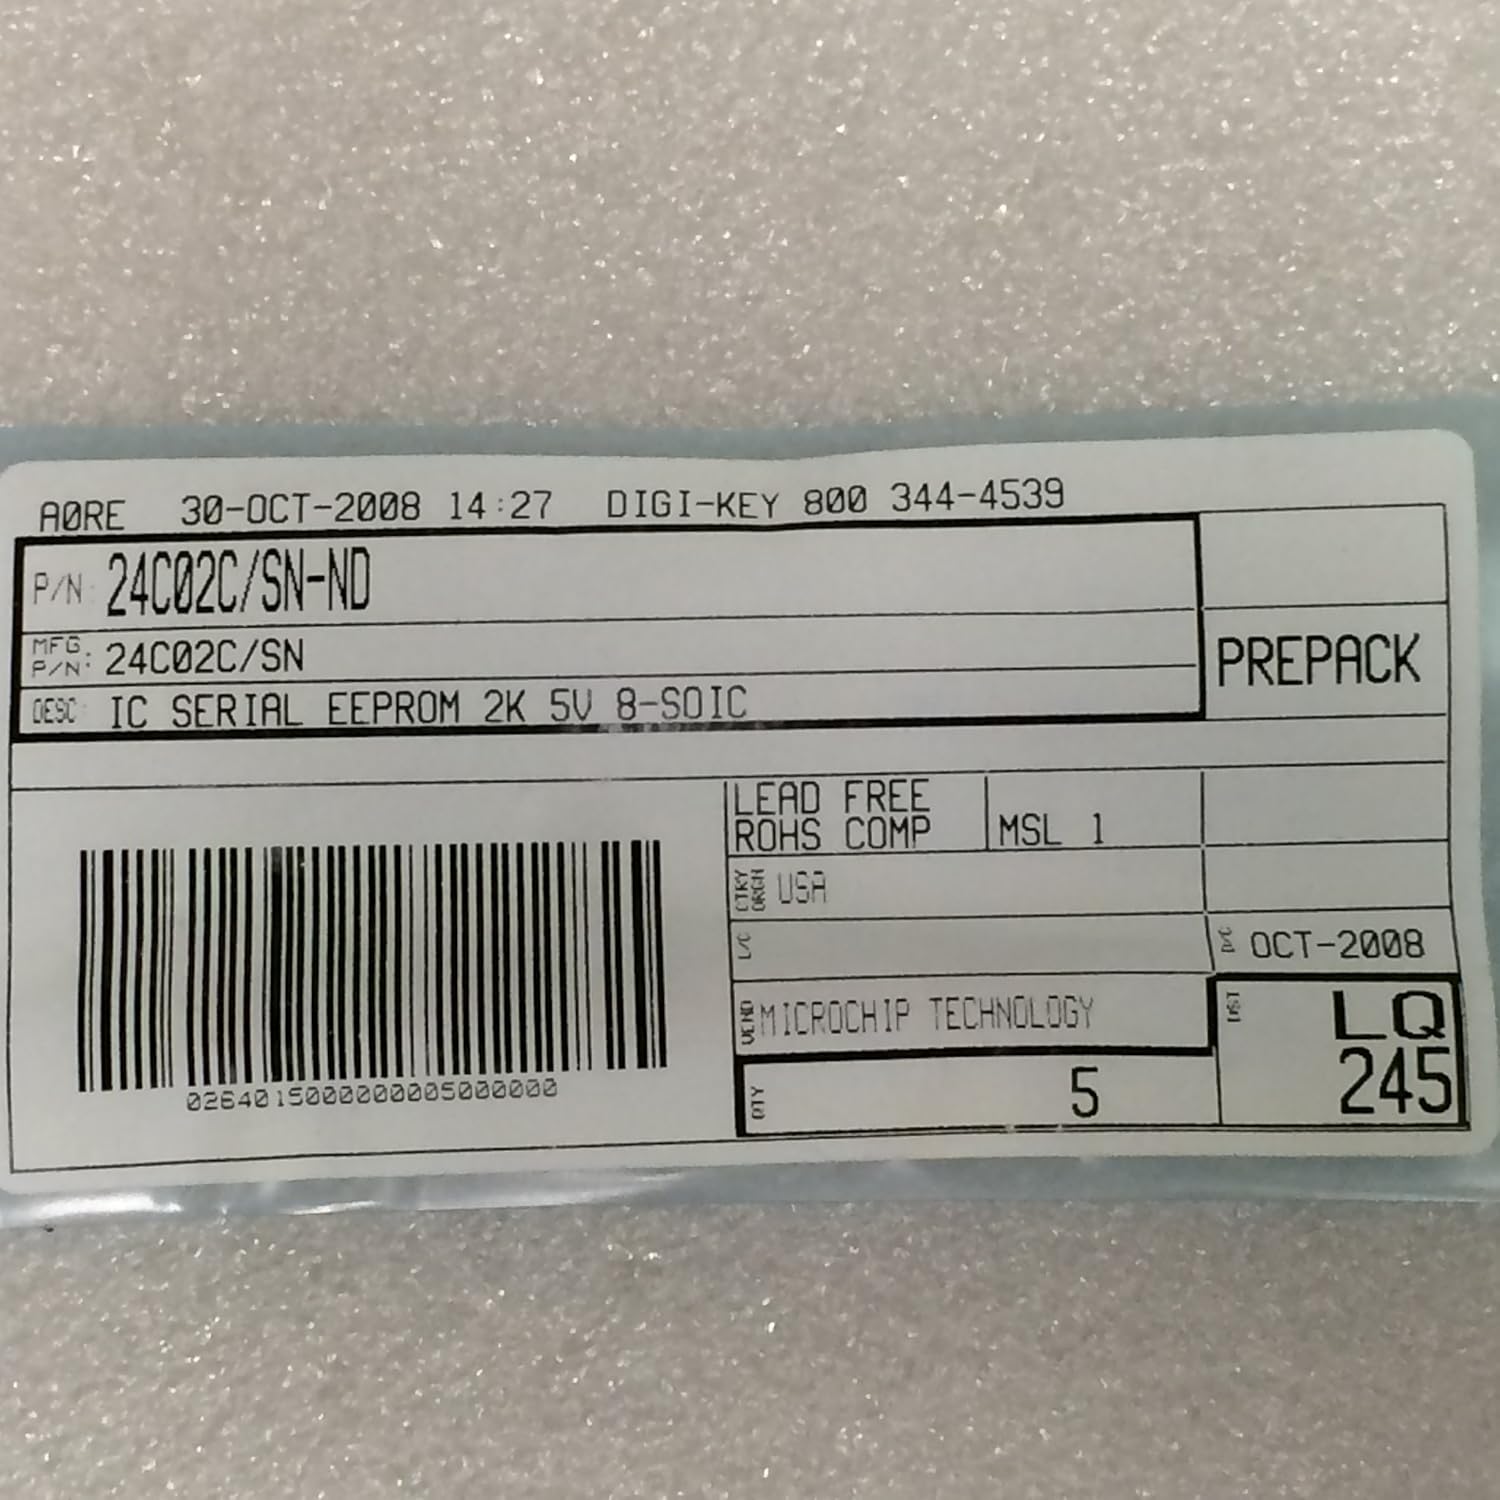 A0RE 30-OCT-2008 14:27 DIGI-KEY 800 344-4539
P/N: 24C02C/SN-ND
MFG. P/N: 24C02C/SN
PREPACK
DESC: IC SERIAL EEPROM 2K 5V 8-SOIC
LEAD FREE
ROHS COMP
MSL 1
CTRY ORGN USA
L/C
D/C OCT-2008
VEND MICROCHIP TECHNOLOGY
DST LQ
245
QTY 5
0264015000000005000000